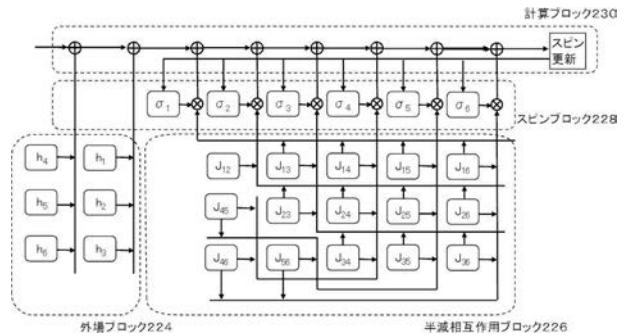 計算ブロック230
スピン
更新
σ1 σ2 σ3 σ4 σ5 σ6
スピンブロック228
h4 h1 J12 J13 J14 J15 J16
h5 h2 J45 J23 J24 J25 J26
h6 h3 J46 J56 J34 J35 J36
外場ブロック224
半減相互作用ブロック226